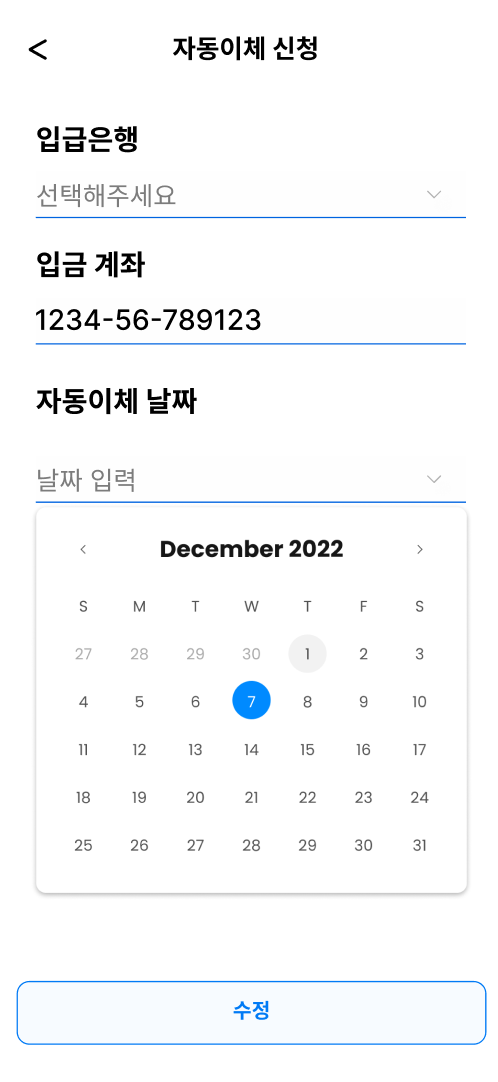 < 자동이체 신청
입급은행
선택해주세요
입금 계좌
1234-56-789123
자동이체 날짜
날짜 입력
December 2022
S M T W T F S
27 28 29 30 1 2 3
4 5 6 7 8 9 10
11 12 13 14 15 16 17
18 19 20 21 22 23 24
25 26 27 28 29 30 31
수정